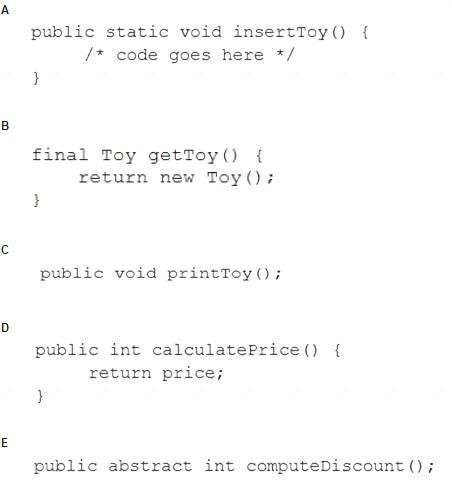 A
public static void insertToy() {
/* code goes here */
}
B
final Toy getToy() {
return new Toy();
}
C
public void printToy();
D
public int calculatePrice() {
return price;
}
E
public abstract int computeDiscount();